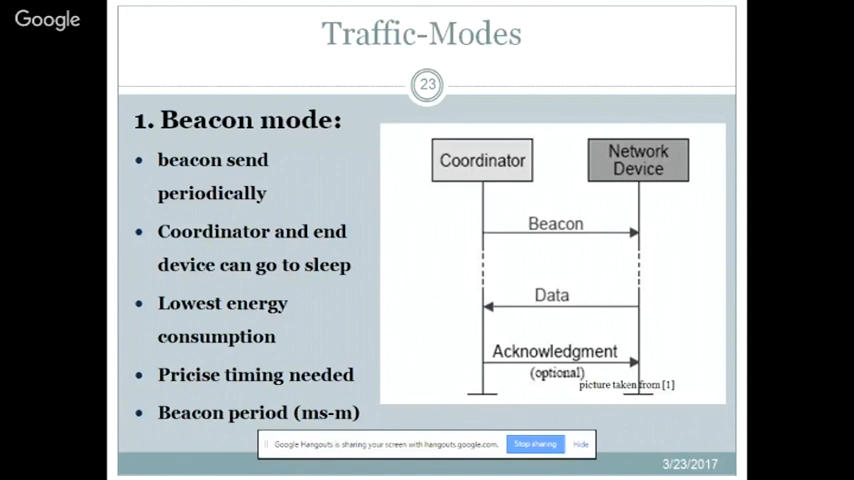 Google
Traffic-Modes
23
1. Beacon mode:
• beacon send
periodically
• Coordinator and end
device can go to sleep
• Lowest energy
consumption
• Pricise timing needed
• Beacon period (ms-m)
Coordinator
Network
Device
Beacon
Data
Acknowledgment
(optional)
picture taken from [1]
Google Hangouts is sharing your screen with hangouts.google.com.
Stop sharing
Hide
3/23/2017